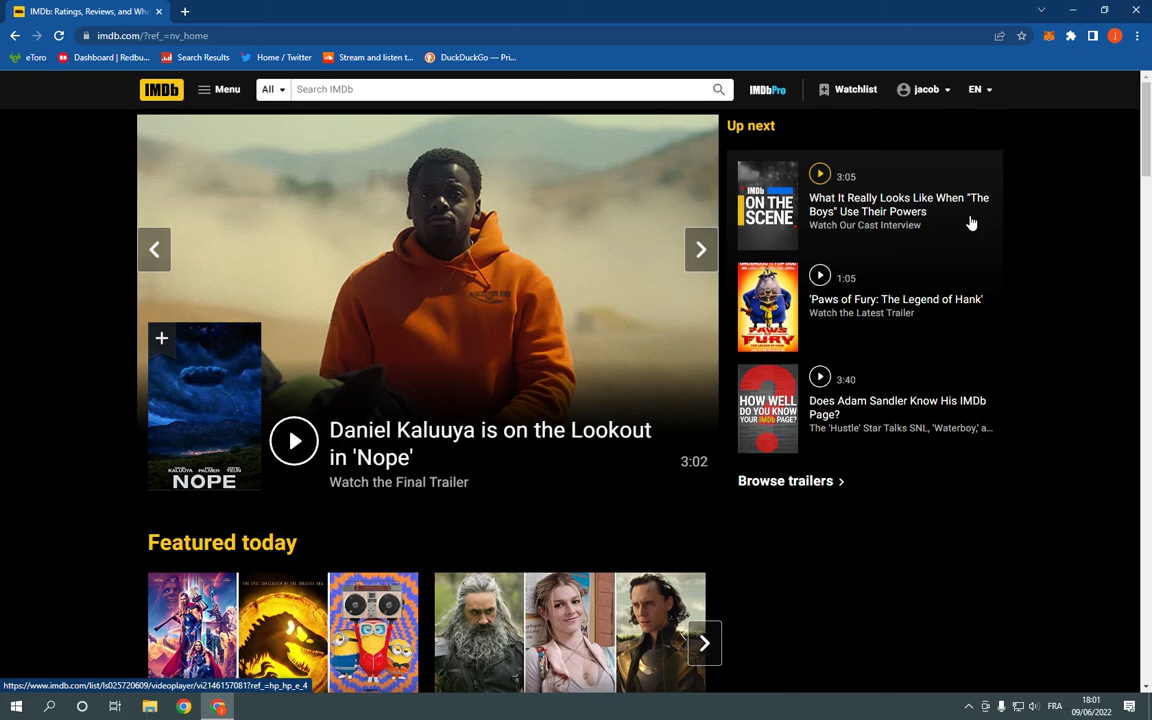 IMDb: Ratings, Reviews, and Whe
imdb.com/?ref_=nv_home
eToro
Dashboard | Redbu...
Search Results
Home / Twitter
Stream and listen t...
DuckDuckGo — Pri...
IMDb
Menu
All
Search IMDb
IMDbPro
Watchlist
jacob
EN
Up next
IMDb
ON THE
SCENE
3:05
What It Really Looks Like When "The
Boys" Use Their Powers
Watch Our Cast Interview
PAWS
OF
FURY
1:05
'Paws of Fury: The Legend of Hank'
Watch the Latest Trailer
HOW WELL
DO YOU KNOW
YOUR IMDb PAGE?
3:40
Does Adam Sandler Know His IMDb
Page?
The 'Hustle' Star Talks SNL, 'Waterboy,' a...
Browse trailers
KALUUYA PALMER YEUN
NOPE
Daniel Kaluuya is on the Lookout
in 'Nope'
Watch the Final Trailer
3:02
Featured today
https://www.imdb.com/list/ls025720609/videoplayer/vi2146157081?ref_=hp_hp_e_4
FRA
18:01
09/06/2022